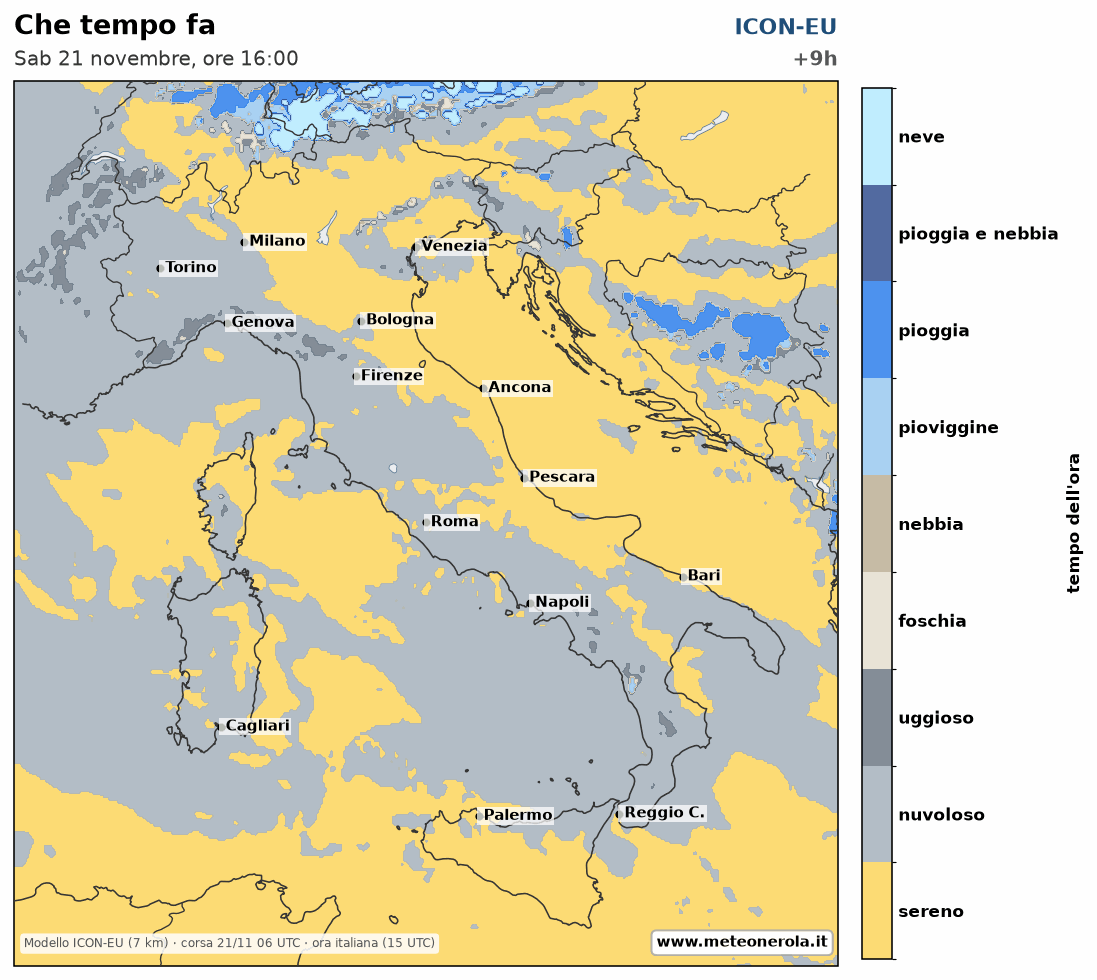 Che tempo fa
ICON-EU
Sab 21 novembre, ore 16:00
+9h
neve
pioggia e nebbia
pioggia
pioviggine
nebbia
foschia
uggioso
nuvoloso
sereno
tempo dell'ora
Milano
Venezia
Torino
Genova
Bologna
Firenze
Ancona
Pescara
Roma
Bari
Napoli
Cagliari
Palermo
Reggio C.
Modello ICON-EU (7 km) · corsa 21/11 06 UTC · ora italiana (15 UTC)
www.meteonerola.it